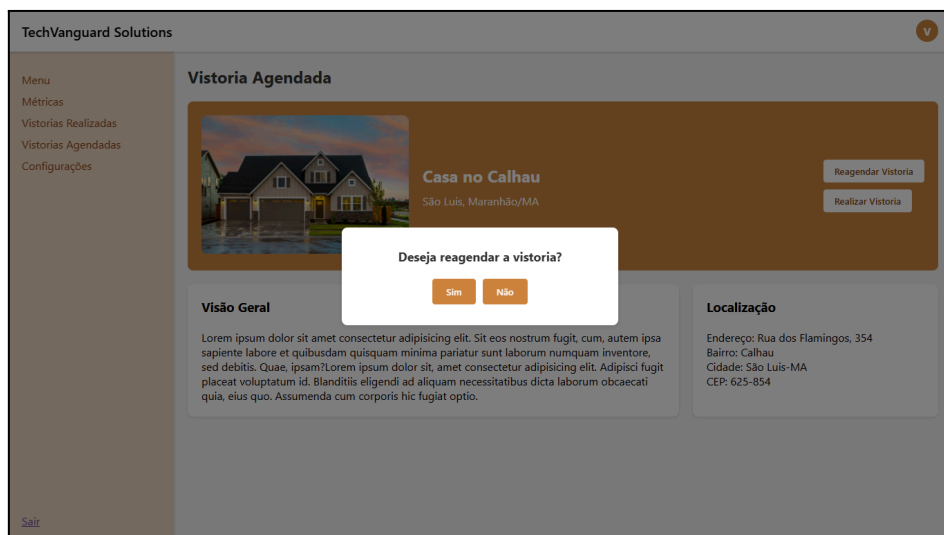 TechVanguard Solutions
V
Menu
Métricas
Vistorias Realizadas
Vistorias Agendadas
Configurações
Sair
Vistoria Agendada
Casa no Calhau
São Luis, Maranhão/MA
Reagendar Vistoria
Realizar Vistoria
Deseja reagendar a vistoria?
Sim
Não
Visão Geral
Lorem ipsum dolor sit amet consectetur adipisicing elit. Sit eos nostrum fugit, cum, autem ipsa
sapiente labore et quibusdam quisquam minima pariatur sunt laborum numquam inventore,
sed debitis. Quae, ipsam?Lorem ipsum dolor sit, amet consectetur adipisicing elit. Adipisci fugit
placeat voluptatum id. Blanditiis eligendi ad aliquam necessitatibus dicta laborum obcaecati
quia, eius quo. Assumenda cum corporis hic fugiat optio.
Localização
Endereço: Rua dos Flamingos, 354
Bairro: Calhau
Cidade: São Luis-MA
CEP: 625-854